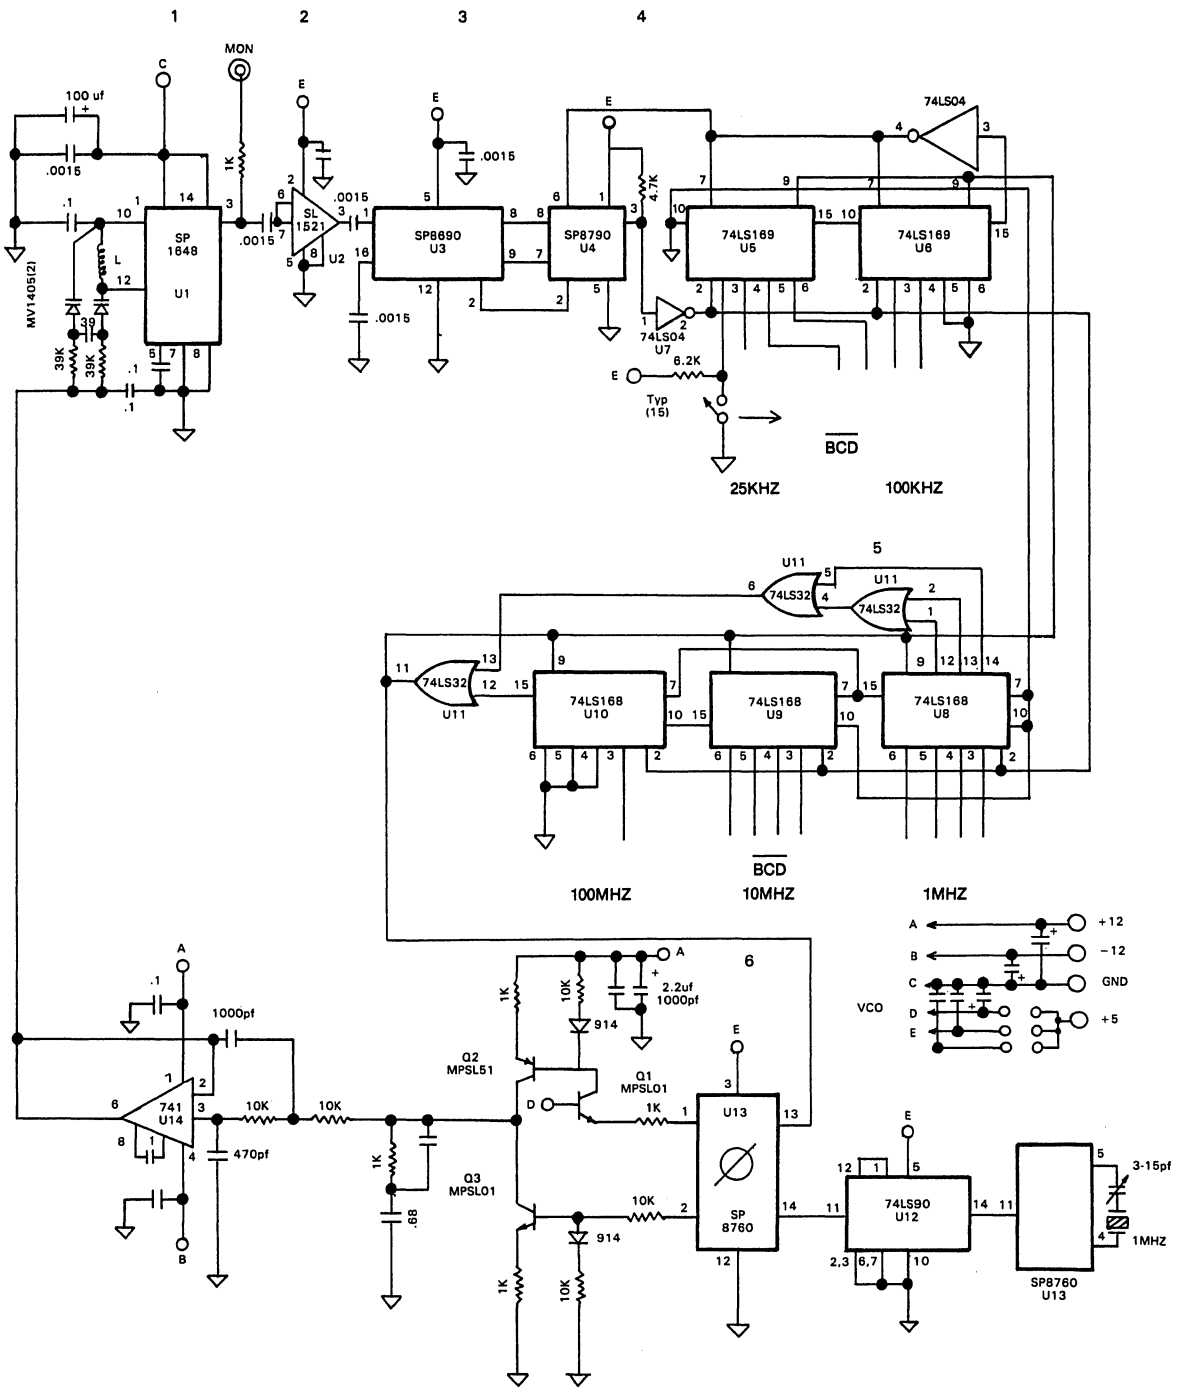 1 2 3 4
MON
C
E
E
E
74LS04
100 uf
+
.0015
1K
4 3
2
.0015
.0015
5
6 1
4.7K
7 9 7 9
.1
1 14
10
3
6
7
SL
1521
3
1
8 8
3
10 15 10 15
.0015
SP
1648
U1
SP8690
U3
SP8790
U4
74LS169
U5
74LS169
U6
5 8
U2
16
9 7
L
12
MV1405(2)
12
2
2
5
2 3 4 5 6
2 3 4 5 6
39
.0015
1 2
74LS04
U7
39K
39K
5 7 8
.1
.1
6.2K
E
Typ
(15)
BCD
25KHZ 100KHZ
5
U11
U11
6
74LS32
5
4
74LS32
2
1
11
74LS32
13
12
U11
9
15
74LS168
U10
7
10 15
74LS168
U9
7 15
10
9 12 13 14
74LS168
U8
7
10
6 5 4 3 2
6 5 4 3 2
6 5 4 3 2
BCD
100MHZ 10MHZ 1MHZ
A +12
+
B -12
C + GND
VCO
D + +5
E
A
.1
1000pf
7
2
6
741
U14
3
8 1
4
10K 10K
470pf
B
1K
10K
A
+
2.2uf
1000pf
914
Q2
MPSL51
Q1
MPSL01
D
1K
1K
.68
Q3
MPSL01
10K
914
1K
10K
6
E
3
1
U13
13
2
SP
8760
14
12
E
12 1 5
11
74LS90
U12
14 11
2,3 6,7 10
5
3-15pf
4
1MHZ
SP8760
U13